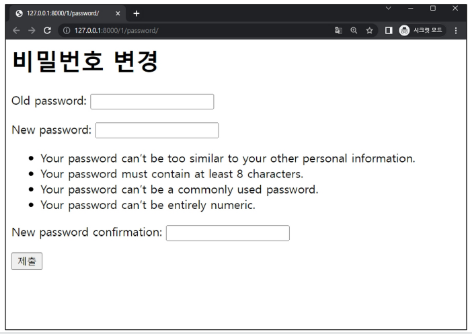 127.0.0.1:8000/1/password/
127.0.0.1:8000/1/password/
시크릿 모드
비밀번호 변경
Old password:
New password:
• Your password can't be too similar to your other personal information.
• Your password must contain at least 8 characters.
• Your password can't be a commonly used password.
• Your password can't be entirely numeric.
New password confirmation:
제출